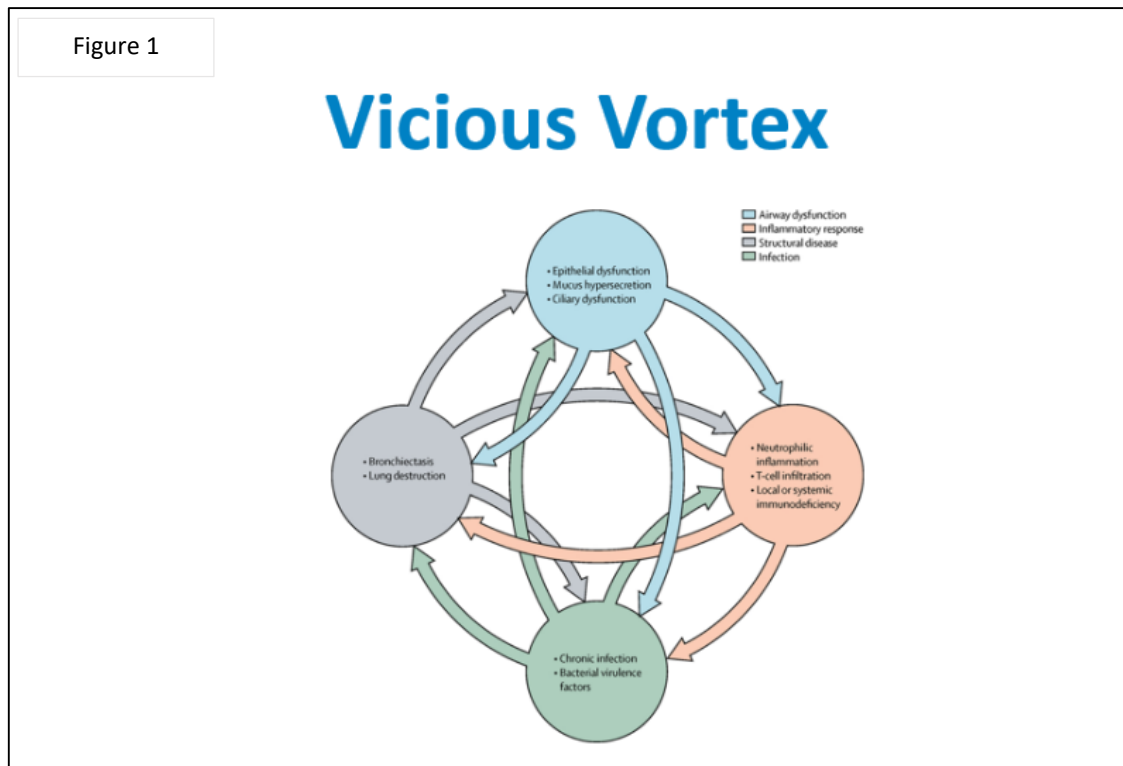 Figure 1
Vicious Vortex
Airway dysfunction
Inflammatory response
Structural disease
Infection
• Epithelial dysfunction
• Mucus hypersecretion
• Ciliary dysfunction
• Bronchiectasis
• Lung destruction
• Neutrophilic
inflammation
• T-cell infiltration
• Local or systemic
immunodeficiency
• Chronic infection
• Bacterial virulence
factors